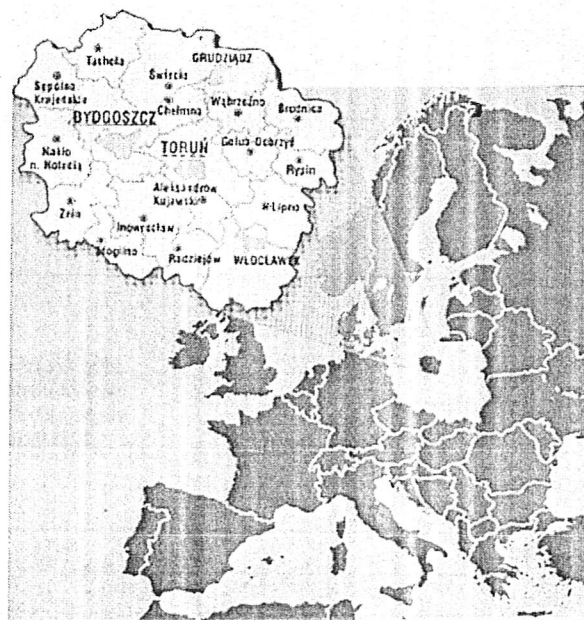 Tuchola
GRUDZIĄDZ
Sępólno
Krajeńskie
Świecie
Chełmno
Wąbrzeźno
Brodnica
BYDGOSZCZ
Nakło
n. Notecią
TORUŃ
Golub-Dobrzyń
Rypin
Aleksandrów
Kujawski
Żnin
Lipno
Inowrocław
Mogilno
Radziejów
WŁOCŁAWEK